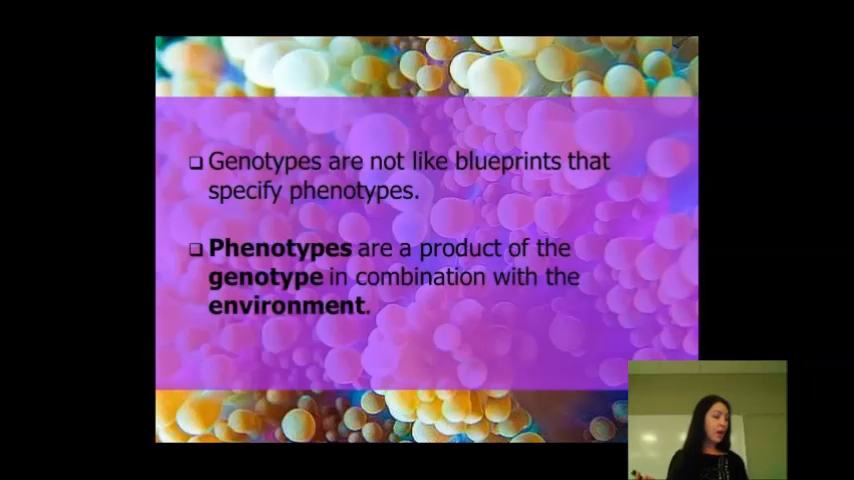 ❑ Genotypes are not like blueprints that
specify phenotypes.
❑ Phenotypes are a product of the
genotype in combination with the
environment.